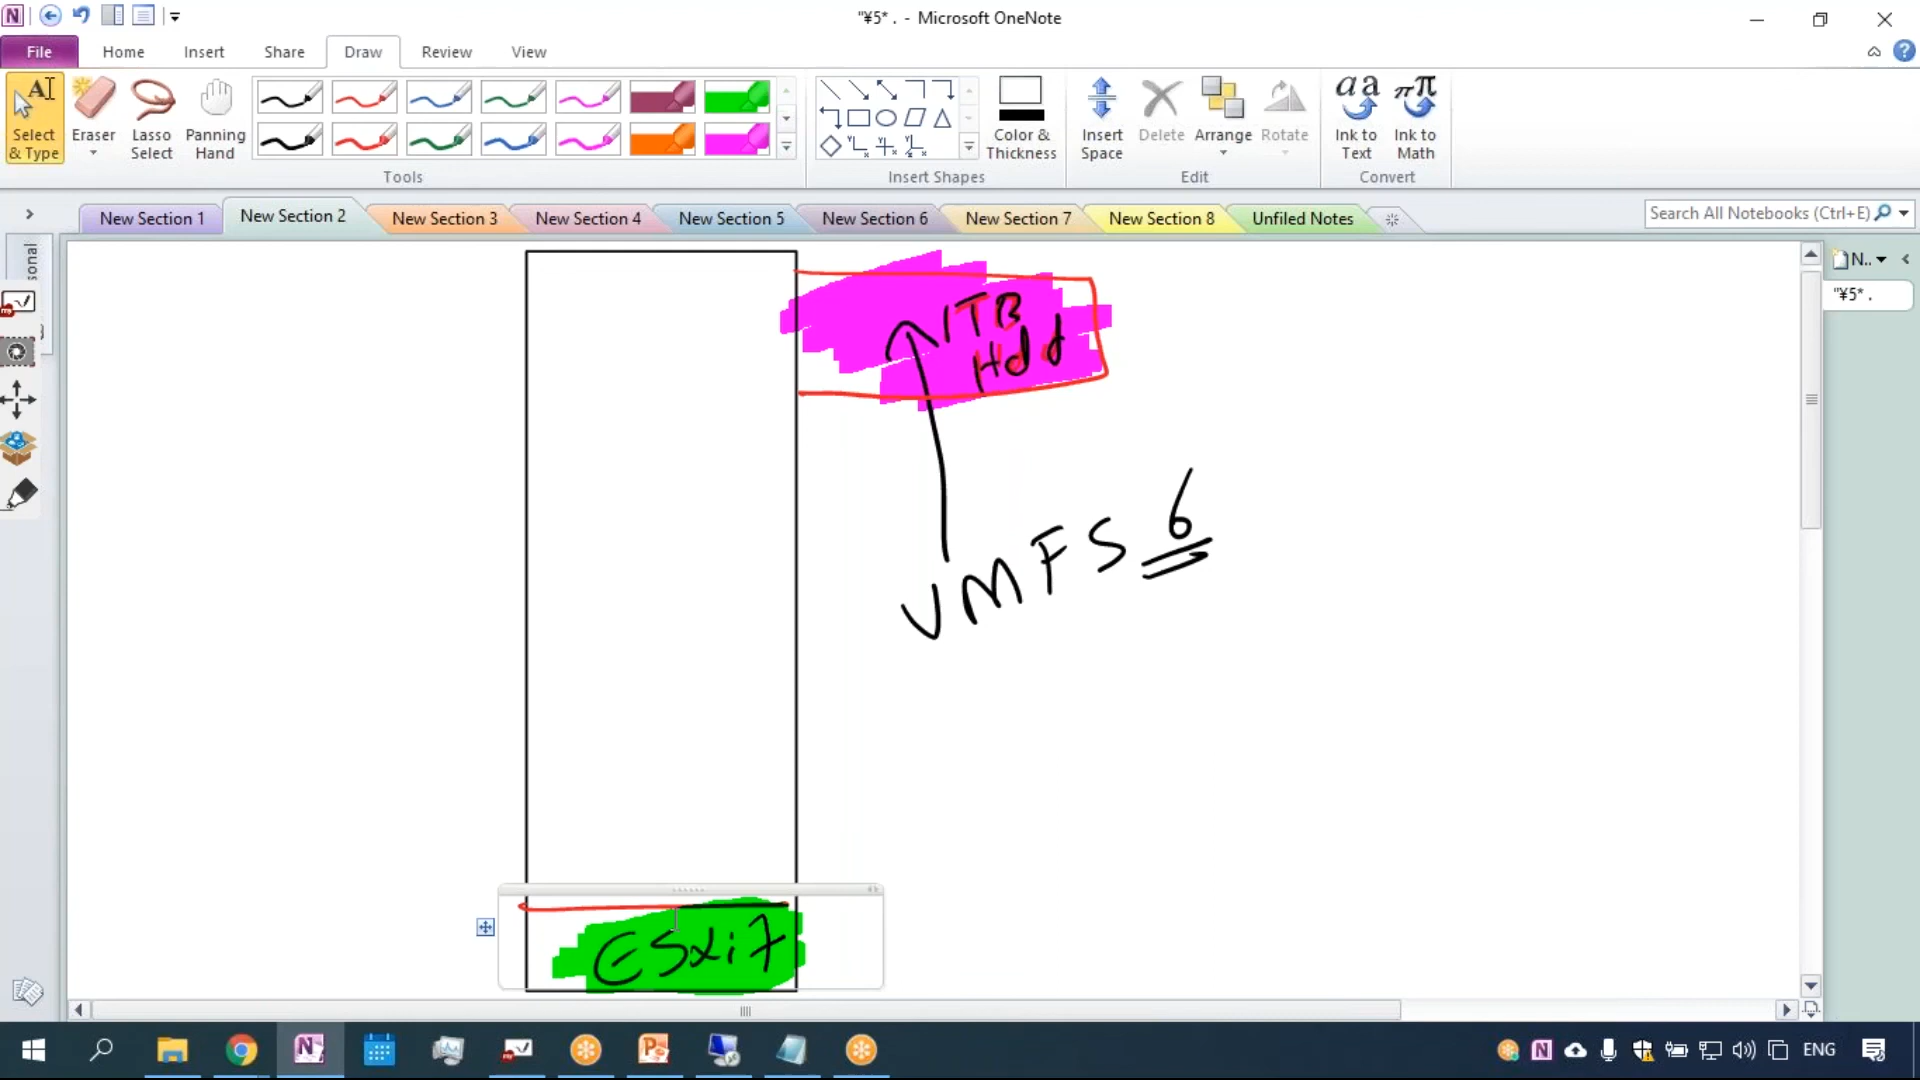 "¥5* . - Microsoft OneNote
File Home Insert Share Draw Review View
Select & Type
Eraser
Lasso Select
Panning Hand
Color & Thickness
Insert Space
Delete
Arrange
Rotate
Ink to Text
Ink to Math
Tools
Insert Shapes
Edit
Convert
New Section 1 New Section 2 New Section 3 New Section 4 New Section 5 New Section 6 New Section 7 New Section 8 Unfiled Notes
Search All Notebooks (Ctrl+E)
sonal
N..
"¥5* .
1TB
Hdd
VMFS 6
ESXi7
ENG